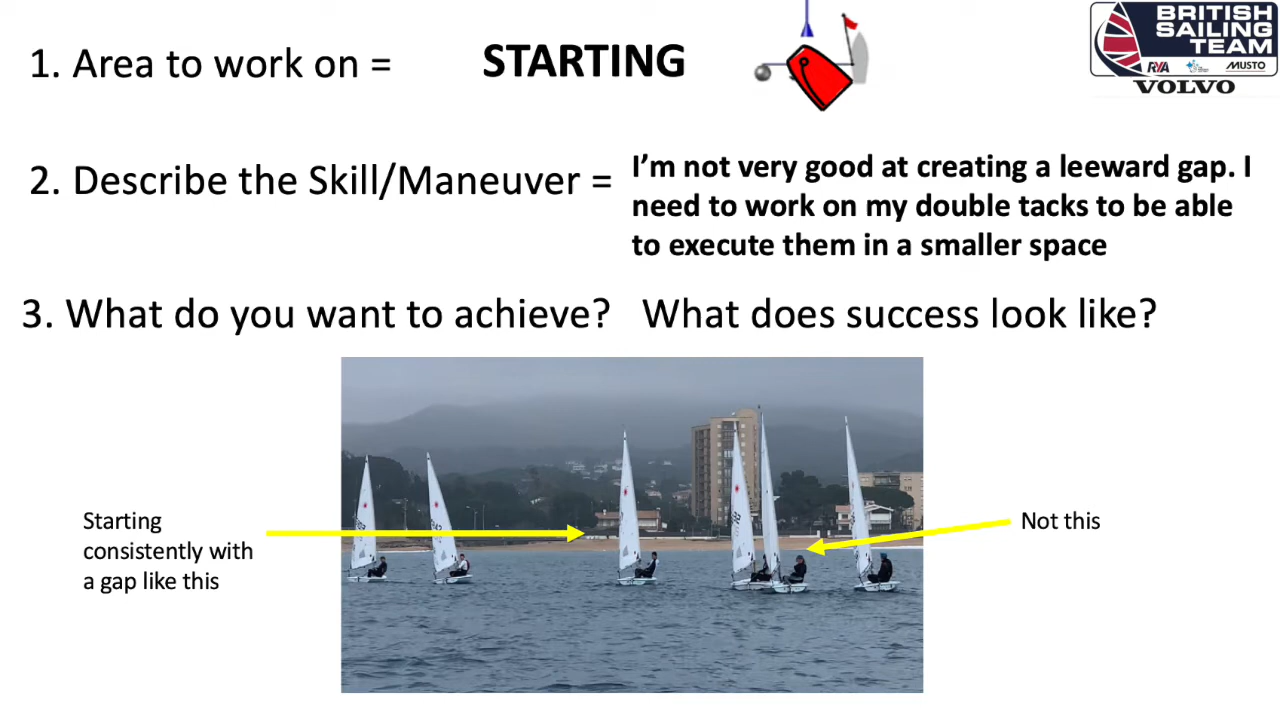 1. Area to work on =
STARTING
BRITISH
SAILING
TEAM
RYA
MUSTO
VOLVO
2. Describe the Skill/Maneuver =
I’m not very good at creating a leeward gap. I
need to work on my double tacks to be able
to execute them in a smaller space
3. What do you want to achieve?
What does success look like?
Starting
consistently with
a gap like this
Not this